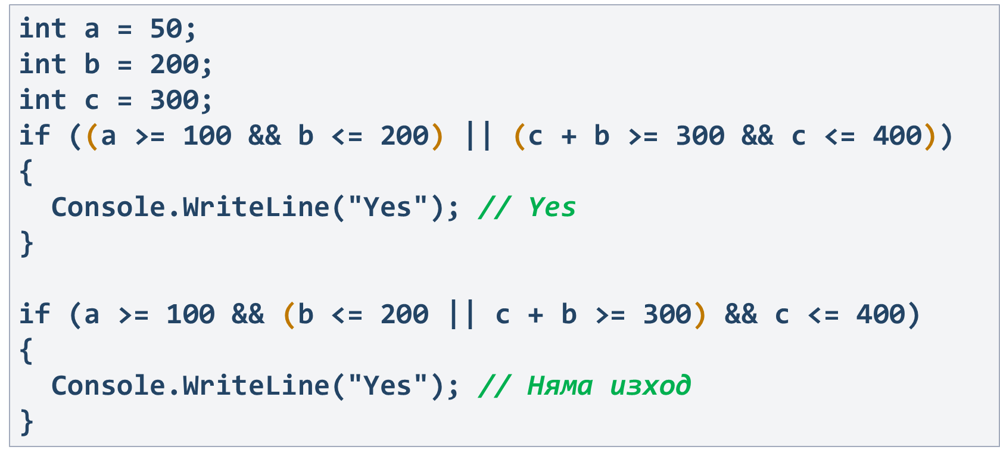 int a = 50;
int b = 200;
int c = 300;
if ((a >= 100 && b <= 200) || (c + b >= 300 && c <= 400))
{
  Console.WriteLine("Yes"); // Yes
}

if (a >= 100 && (b <= 200 || c + b >= 300) && c <= 400)
{
  Console.WriteLine("Yes"); // Няма изход
}